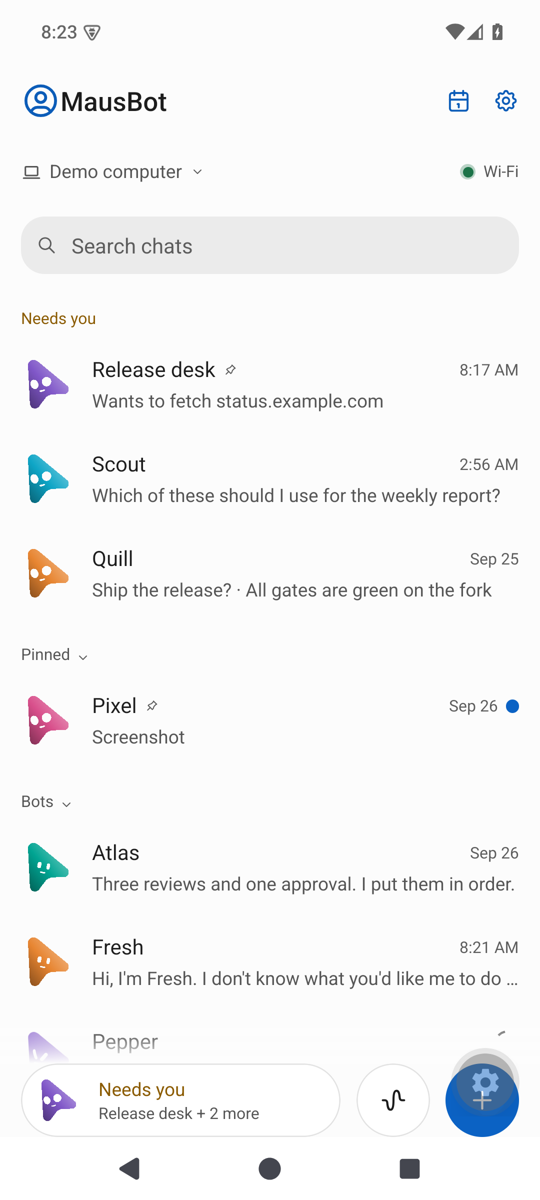 8:23
MausBot
Demo computer
Wi-Fi
Search chats
Needs you
Release desk
8:17 AM
Wants to fetch status.example.com
Scout
2:56 AM
Which of these should I use for the weekly report?
Quill
Sep 25
Ship the release? · All gates are green on the fork
Pinned
Pixel
Sep 26
Screenshot
Bots
Atlas
Sep 26
Three reviews and one approval. I put them in order.
Fresh
8:21 AM
Hi, I'm Fresh. I don't know what you'd like me to do ...
Pepper
Needs you
Release desk + 2 more